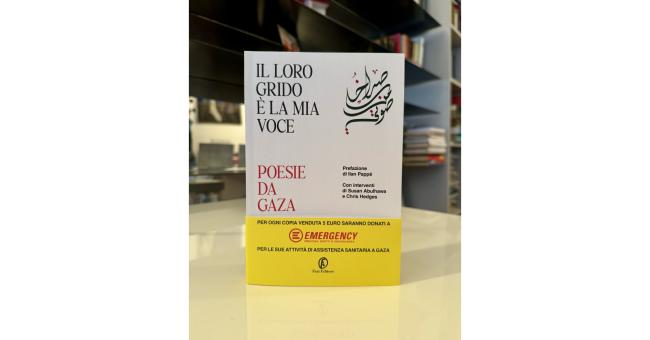 IL LORO
GRIDO
È LA MIA
VOCE
POESIE
DA
GAZA
Prefazione
di Ilan Pappé
Con interventi
di Susan Abulhawa
e Chris Hedges
PER OGNI COPIA VENDUTA 5 EURO SARANNO DONATI A
EMERGENCY
PER LE SUE ATTIVITÀ DI ASSISTENZA SANITARIA A GAZA
Fazi Editore